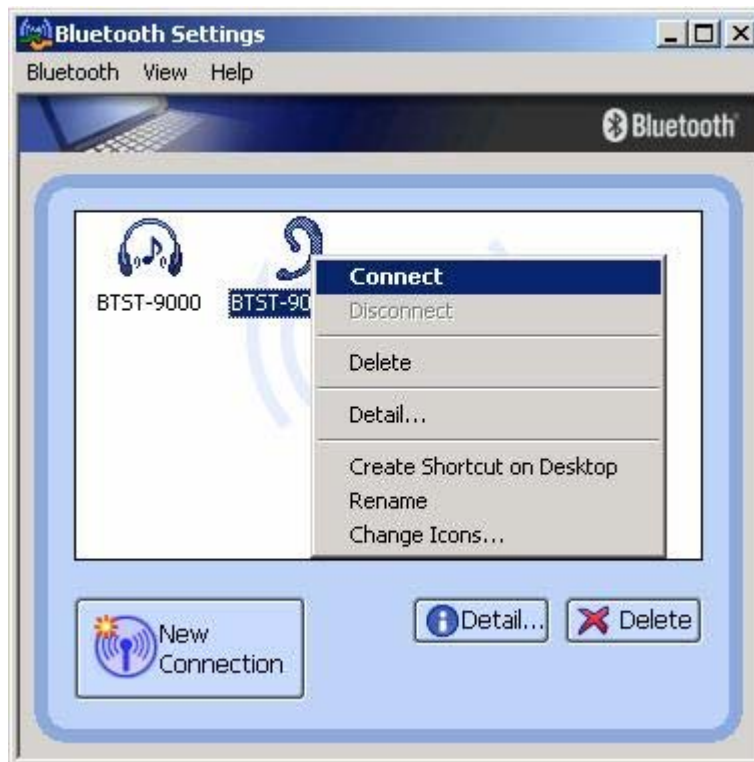 Bluetooth Settings
Bluetooth View Help
Bluetooth
BTST-9000
BTST-90
Connect
Disconnect
Delete
Detail...
Create Shortcut on Desktop
Rename
Change Icons...
New
Connection
Detail...
Delete